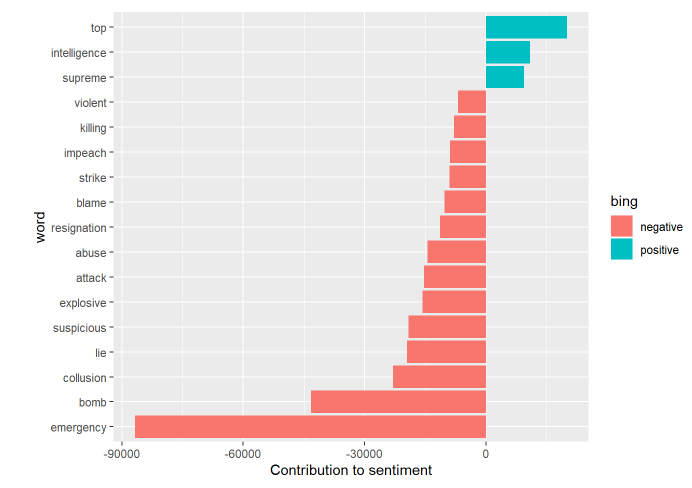 top
intelligence
supreme
violent
killing
impeach
strike
blame
resignation
abuse
attack
explosive
suspicious
lie
collusion
bomb
emergency
word
-90000
-60000
-30000
0
Contribution to sentiment
bing
negative
positive